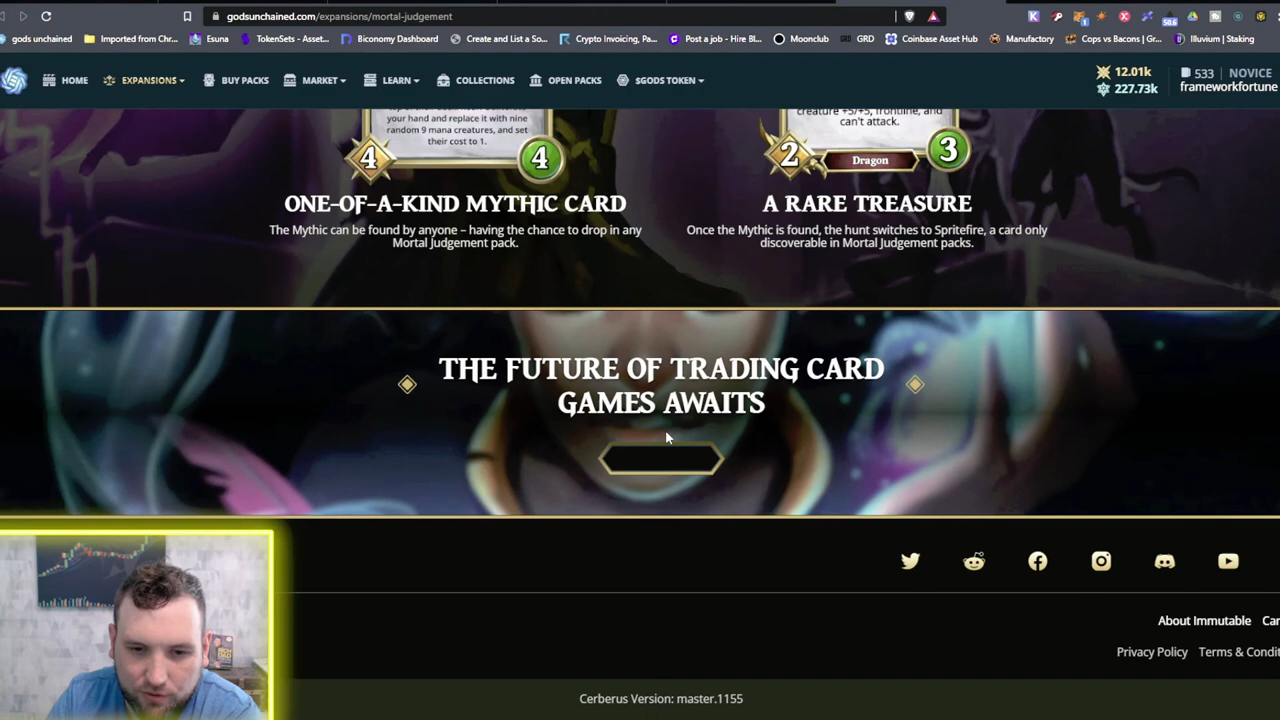 godsunchained.com/expansions/mortal-judgement
50.6
gods unchained
Imported from Chrom...
Esuna
TokenSets - Asset...
Biconomy Dashboard
Create and List a So...
Crypto Invoicing, Pa...
Post a job - Hire Bl...
Moonclub
GRD
Coinbase Asset Hub
Manufactory
Cops vs Bacons | Gr...
Illuvium | Staking
HOME
EXPANSIONS
BUY PACKS
MARKET
LEARN
COLLECTIONS
OPEN PACKS
$GODS TOKEN
12.01k
227.73k
533 NOVICE
frameworkfortune
your hand and replace it with nine
random 9 mana creatures, and set
their cost to 1.
4
4
creature +5/+5, frontline, and
can't attack.
2
Dragon
3
ONE-OF-A-KIND MYTHIC CARD
The Mythic can be found by anyone – having the chance to drop in any
Mortal Judgement pack.
A RARE TREASURE
Once the Mythic is found, the hunt switches to Spritefire, a card only
discoverable in Mortal Judgement packs.
THE FUTURE OF TRADING CARD
GAMES AWAITS
About Immutable
Car
Privacy Policy
Terms & Condit
Cerberus Version: master.1155
RICH
DAD